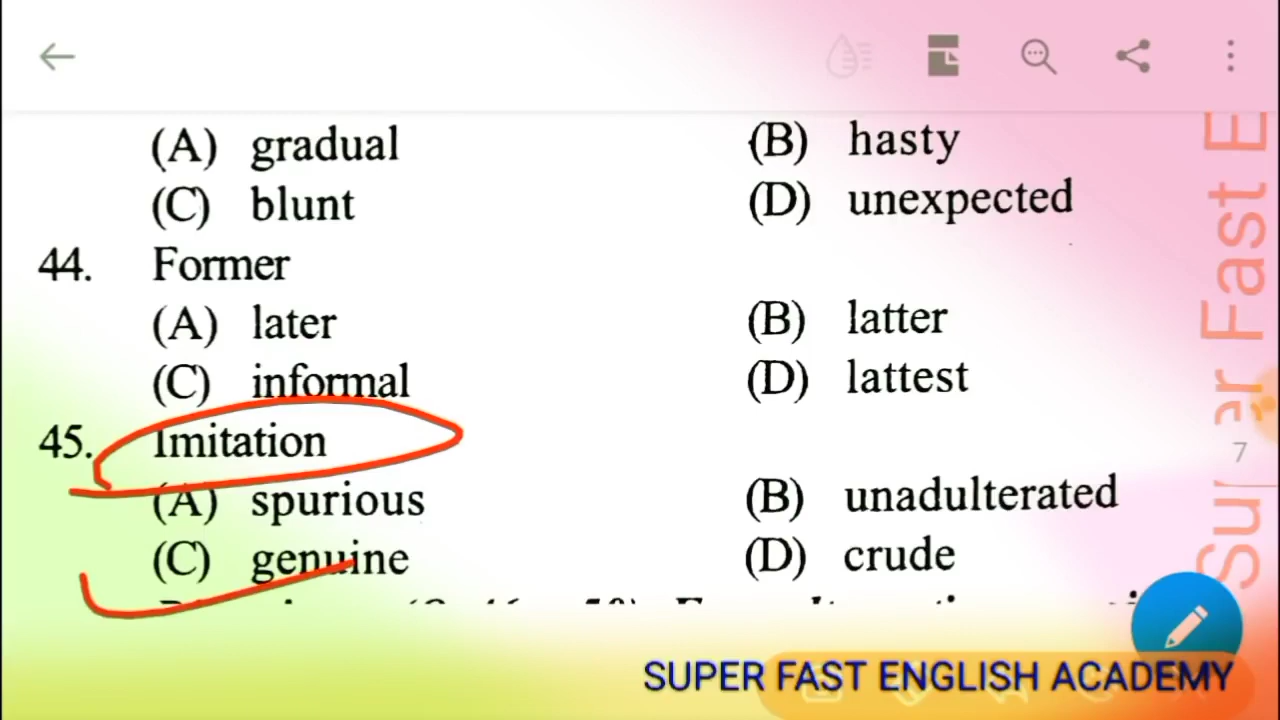 (A) gradual (B) hasty
(C) blunt (D) unexpected
44. Former
(A) later (B) latter
(C) informal (D) lattest
45. Imitation
(A) spurious (B) unadulterated
(C) genuine (D) crude
7
SUPER FAST ENGLISH ACADEMY
Super Fast E